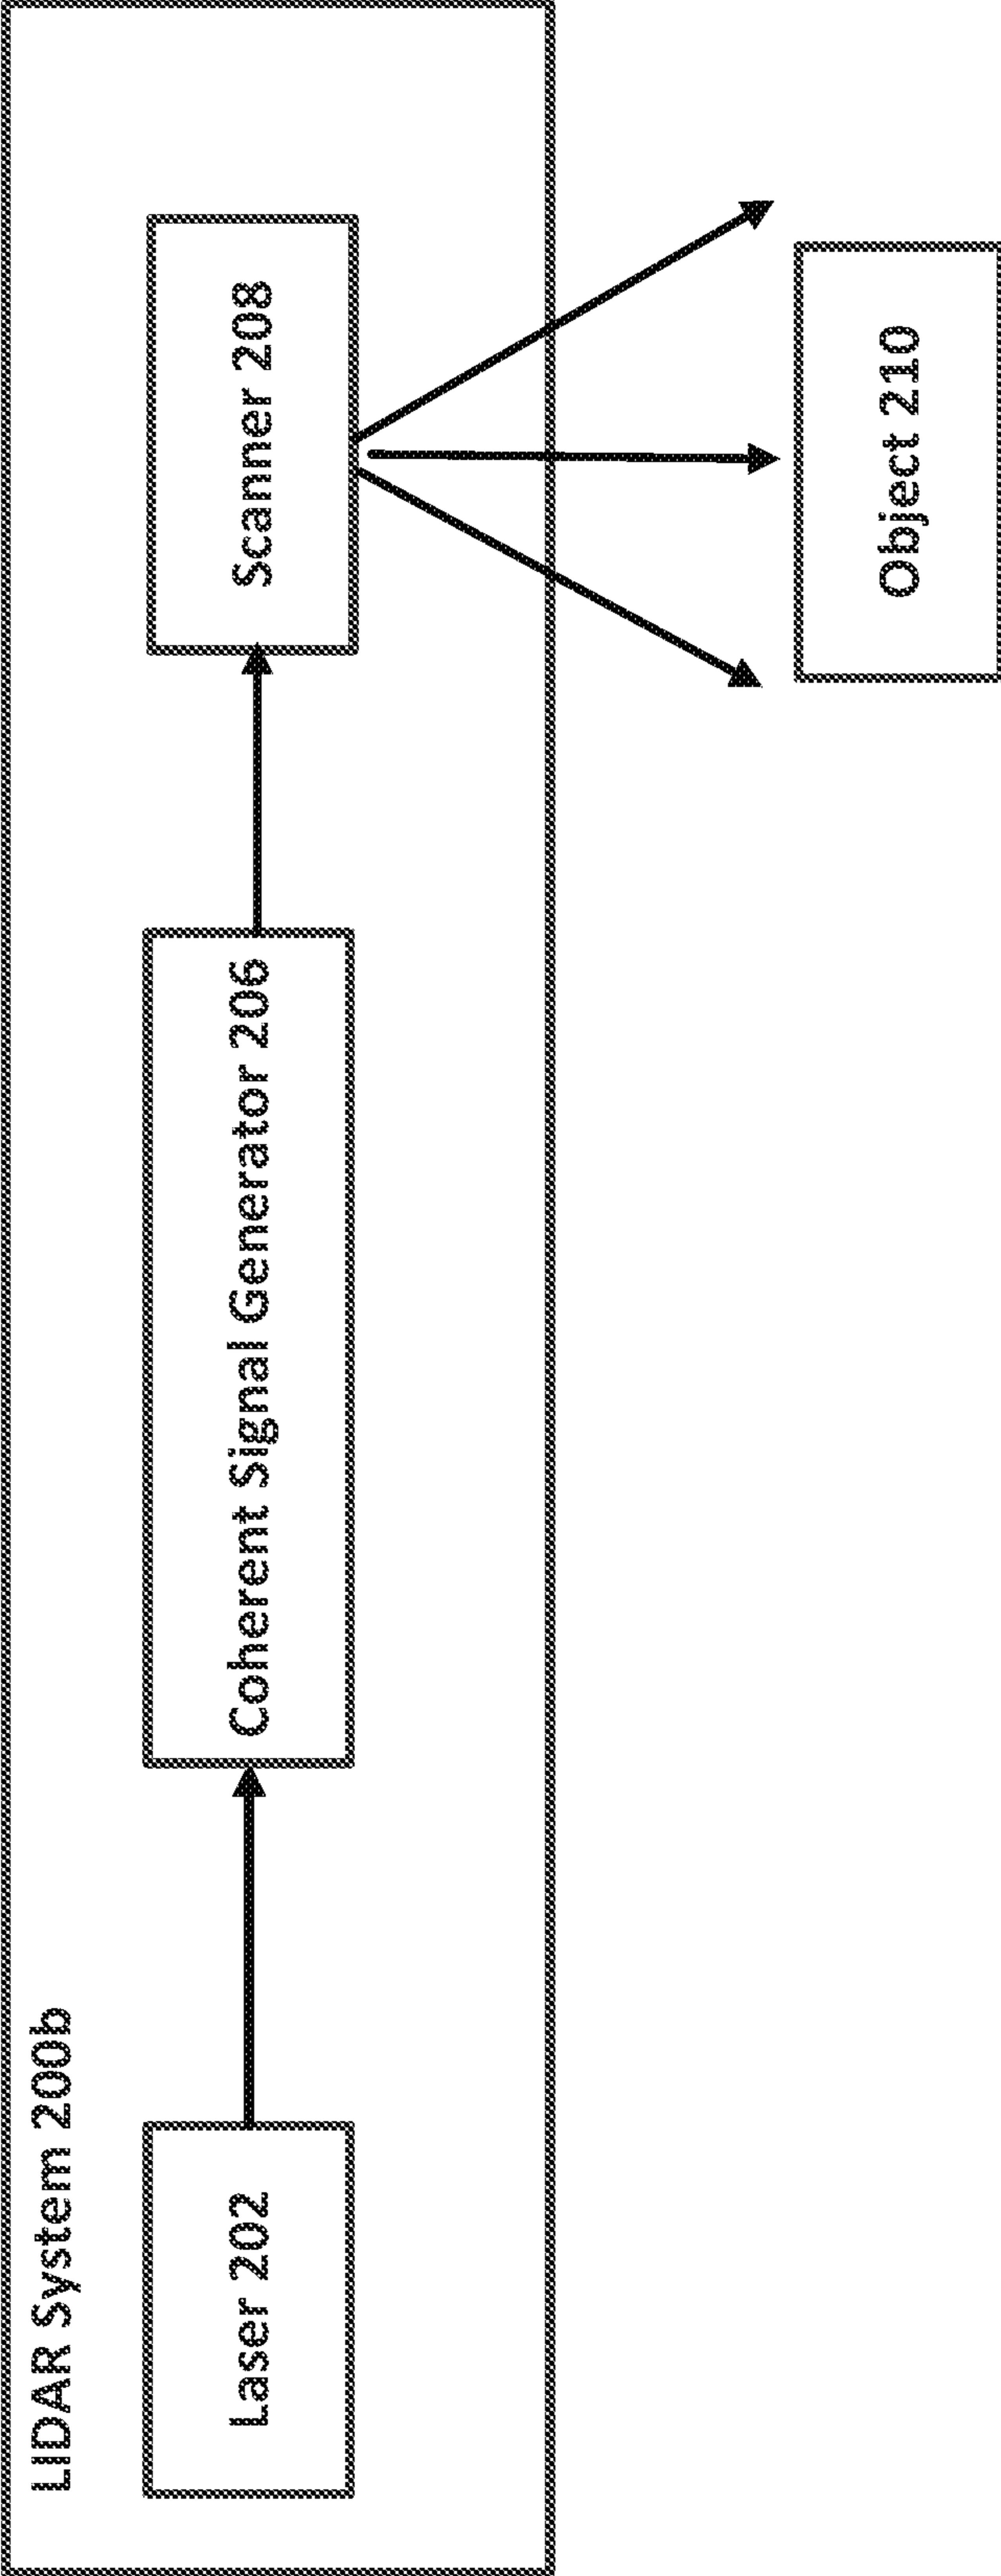 LIDAR System 200b
Laser 202
Coherent Signal Generator 206
Scanner 208
Object 210